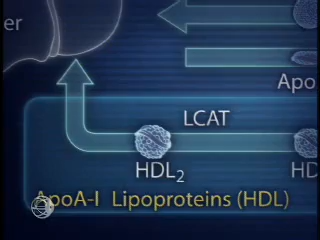 er
Apo
LCAT
HDL2 HD
ApoA-I Lipoproteins (HDL)